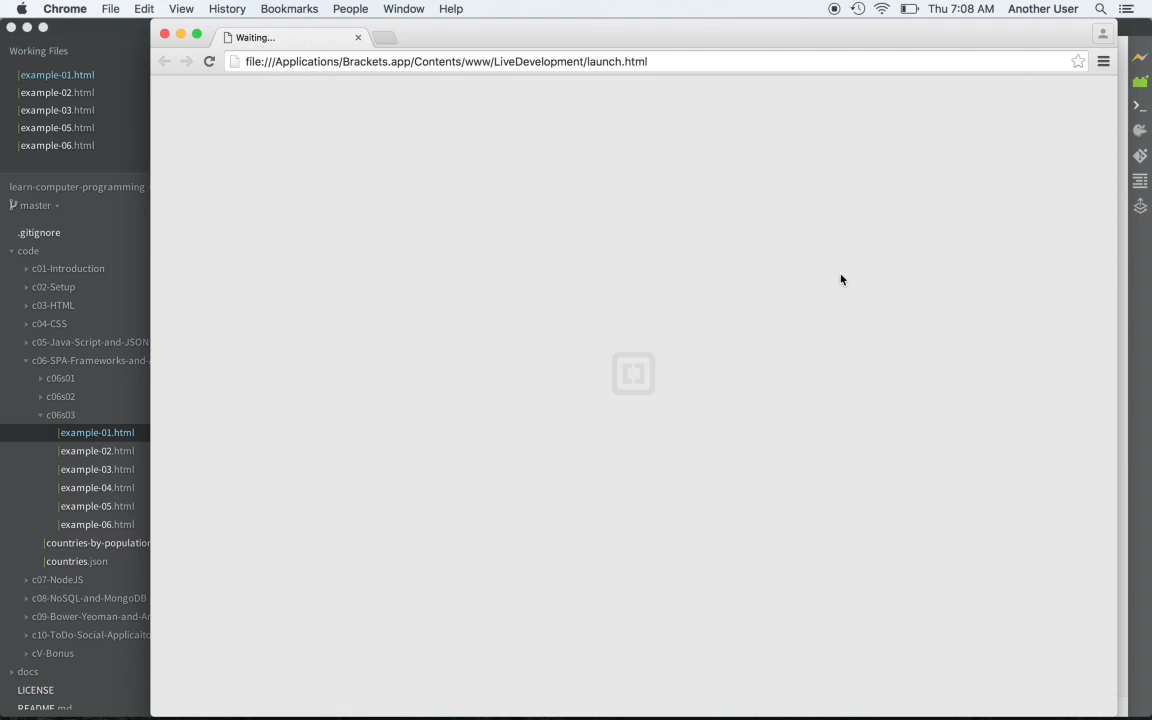 Chrome File Edit View History Bookmarks People Window Help Thu 7:08 AM Another User
Waiting...
file:///Applications/Brackets.app/Contents/www/LiveDevelopment/launch.html
Working Files
example-01.html
example-02.html
example-03.html
example-05.html
example-06.html
learn-computer-programming
master
.gitignore
code
c01-Introduction
c02-Setup
c03-HTML
c04-CSS
c05-Java-Script-and-JSON
c06-SPA-Frameworks-and-
c06s01
c06s02
c06s03
example-01.html
example-02.html
example-03.html
example-04.html
example-05.html
example-06.html
countries-by-population
countries.json
c07-NodeJS
c08-NoSQL-and-MongoDB
c09-Bower-Yeoman-and-
c10-ToDo-Social-Applicaito
cV-Bonus
docs
LICENSE
README.md